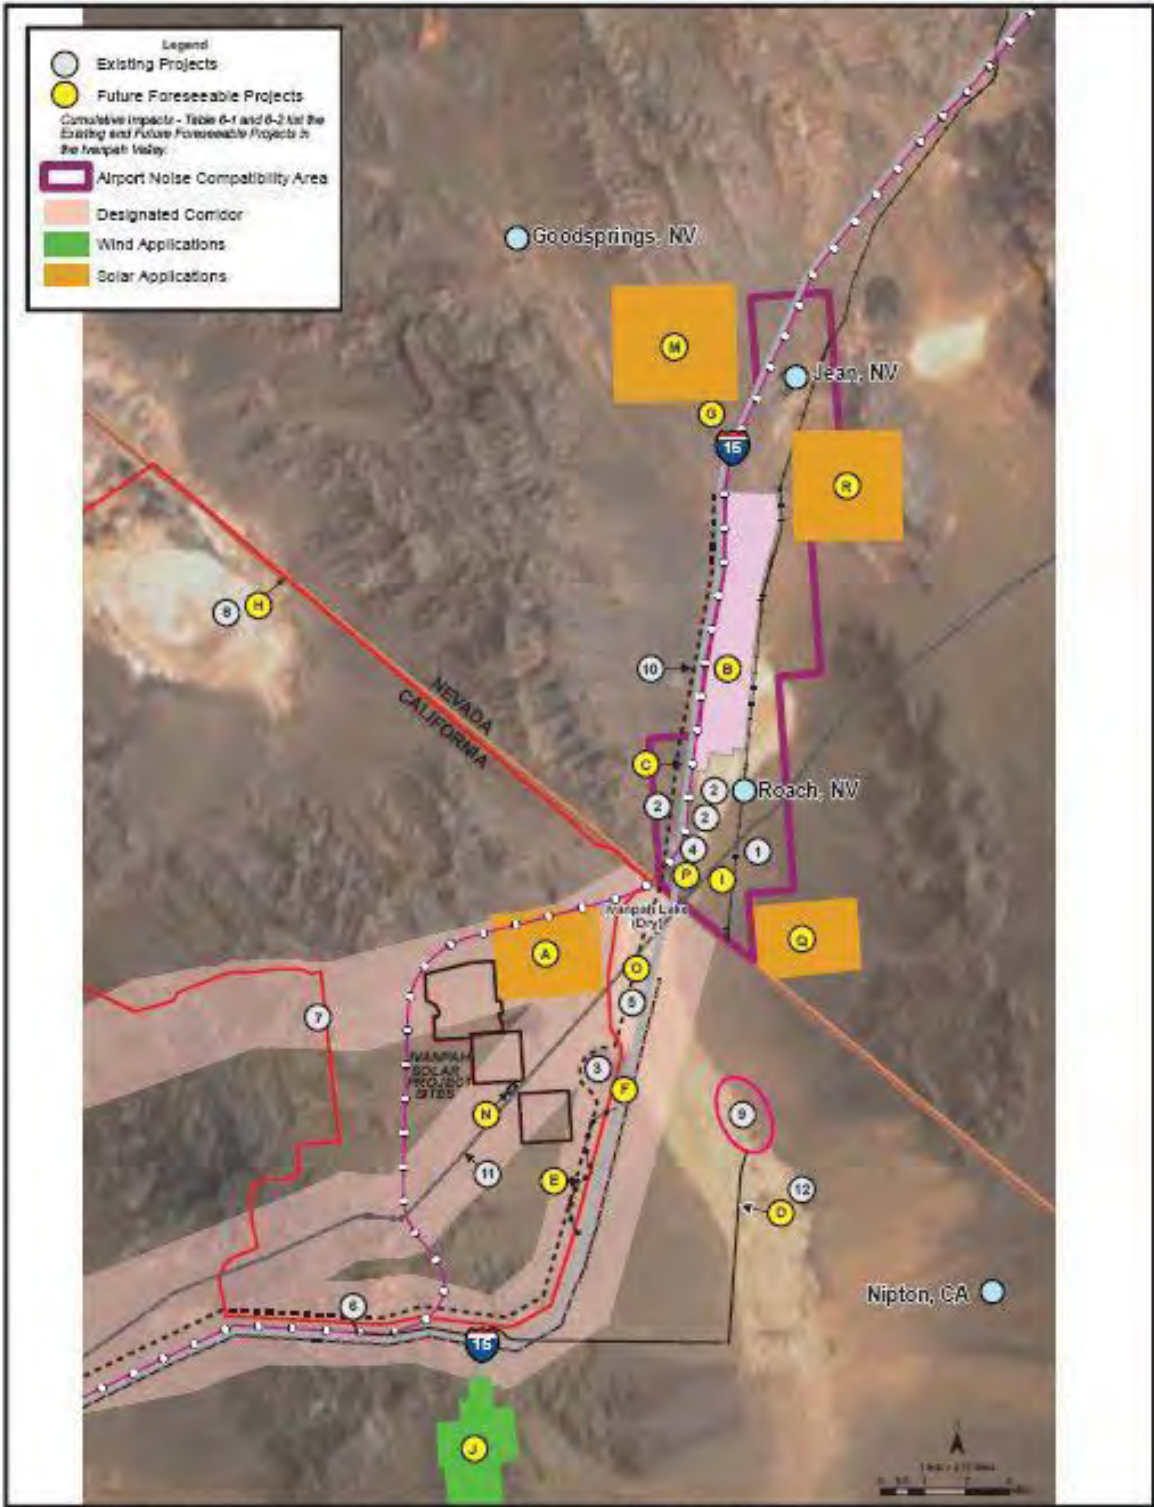 Legend
Existing Projects
Future Foreseeable Projects
Cumulative Impacts - Table 6-1 and 6-2 list the
Existing and Future Foreseeable Projects in
the Ivanpah Valley.
Airport Noise Compatibility Area
Designated Corridor
Wind Applications
Solar Applications
Goodsprings, NV
M
Jean, NV
G
15
R
8
H
10
B
NEVADA
CALIFORNIA
C
2
Roach, NV
2
2
4
1
P
I
Ivanpah Lake
(Dry)
A
Q
O
5
7
IVANPAH
SOLAR
PROJECT
SITES
3
F
N
9
11
E
12
D
Nipton, CA
6
15
J